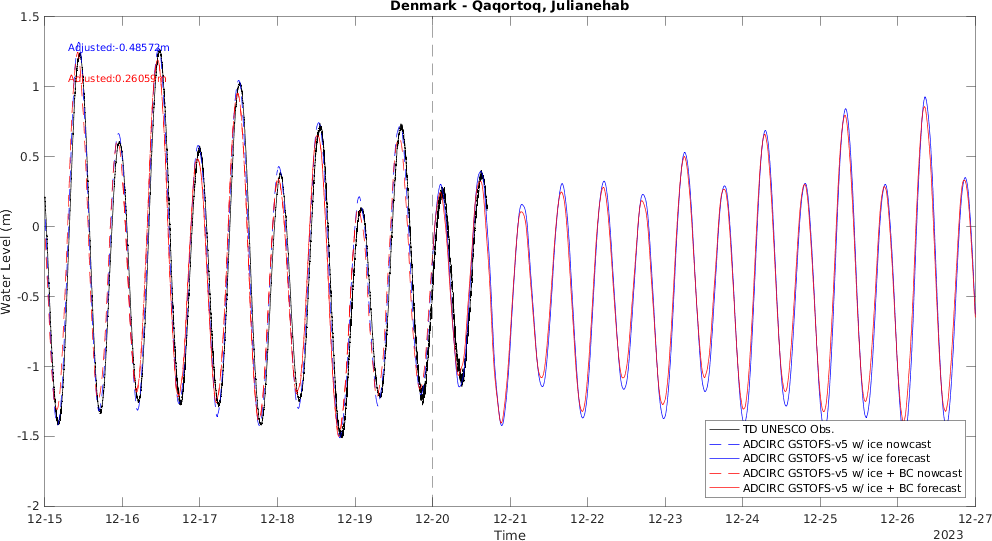 Denmark - Qaqortoq, Julianehab
1.5
Adjusted:-0.48572m
Adjusted:0.26059m
1
0.5
0
-0.5
-1
-1.5
-2
Water Level (m)
TD UNESCO Obs.
ADCIRC GSTOFS-v5 w/ ice nowcast
ADCIRC GSTOFS-v5 w/ ice forecast
ADCIRC GSTOFS-v5 w/ ice + BC nowcast
ADCIRC GSTOFS-v5 w/ ice + BC forecast
12-15 12-16 12-17 12-18 12-19 12-20 12-21 12-22 12-23 12-24 12-25 12-26 12-27
Time
2023